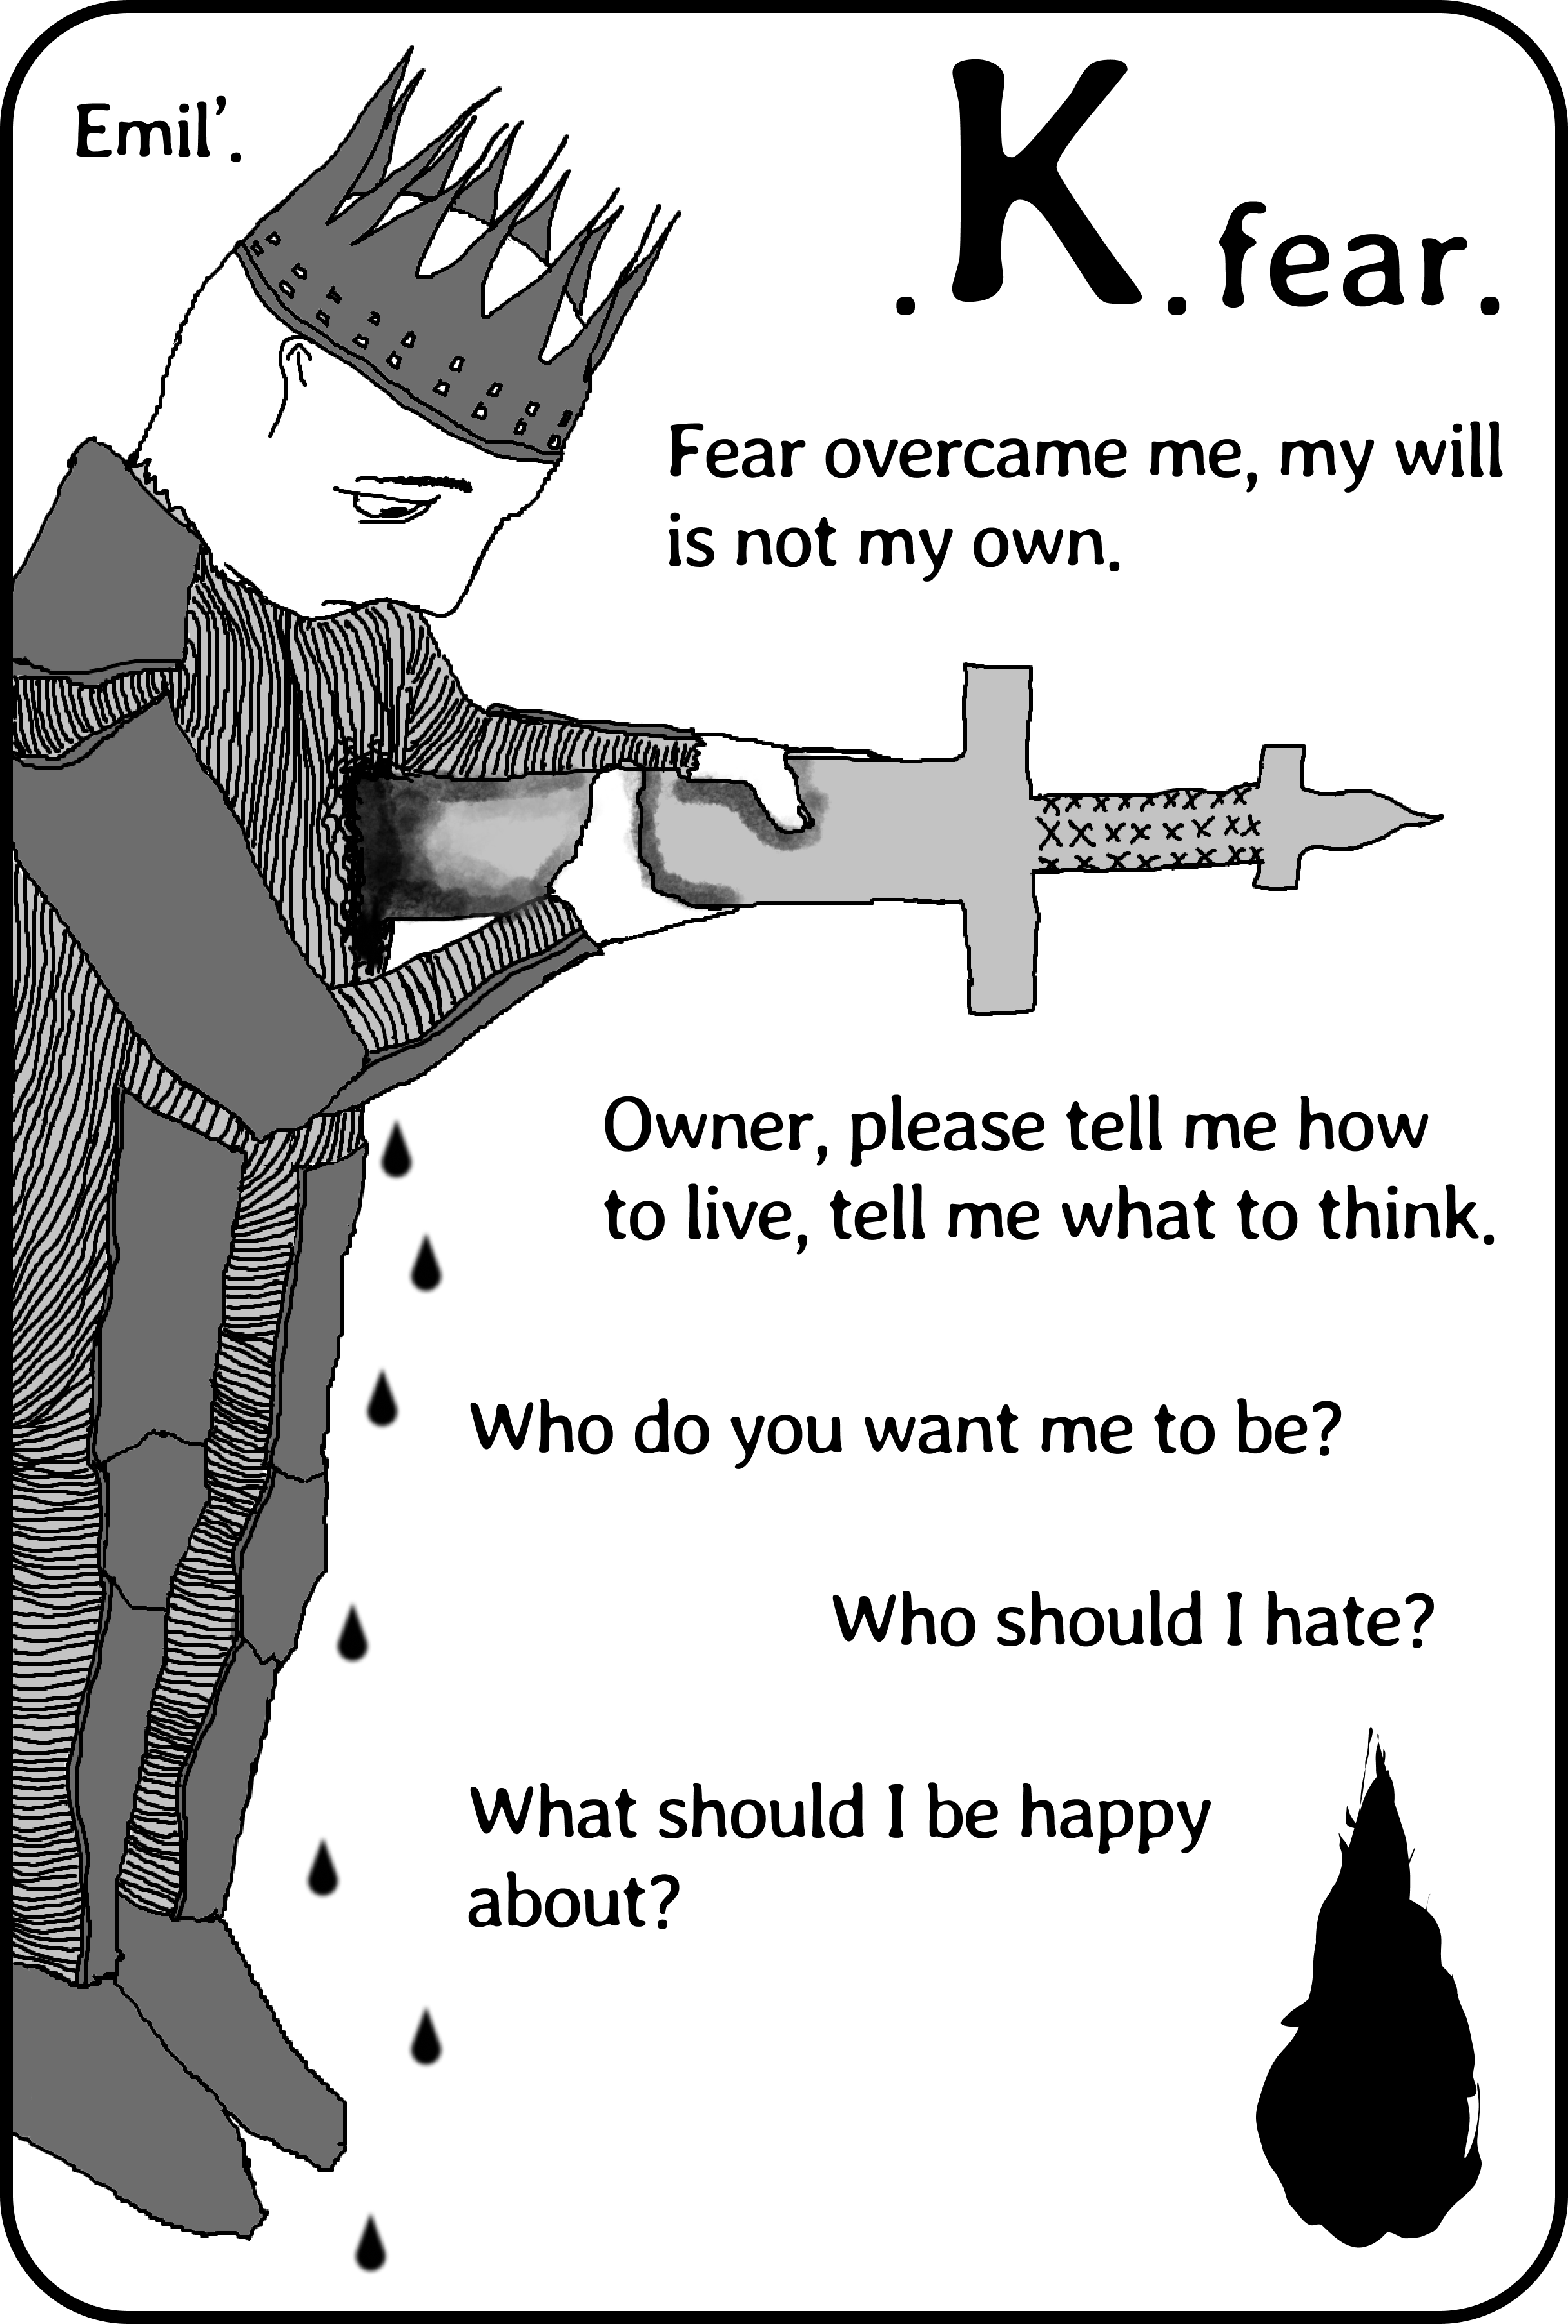 Emil’.
.K.fear.
Fear overcame me, my will
is not my own.
Owner, please tell me how
to live, tell me what to think.
Who do you want me to be?
Who should I hate?
What should I be happy
about?